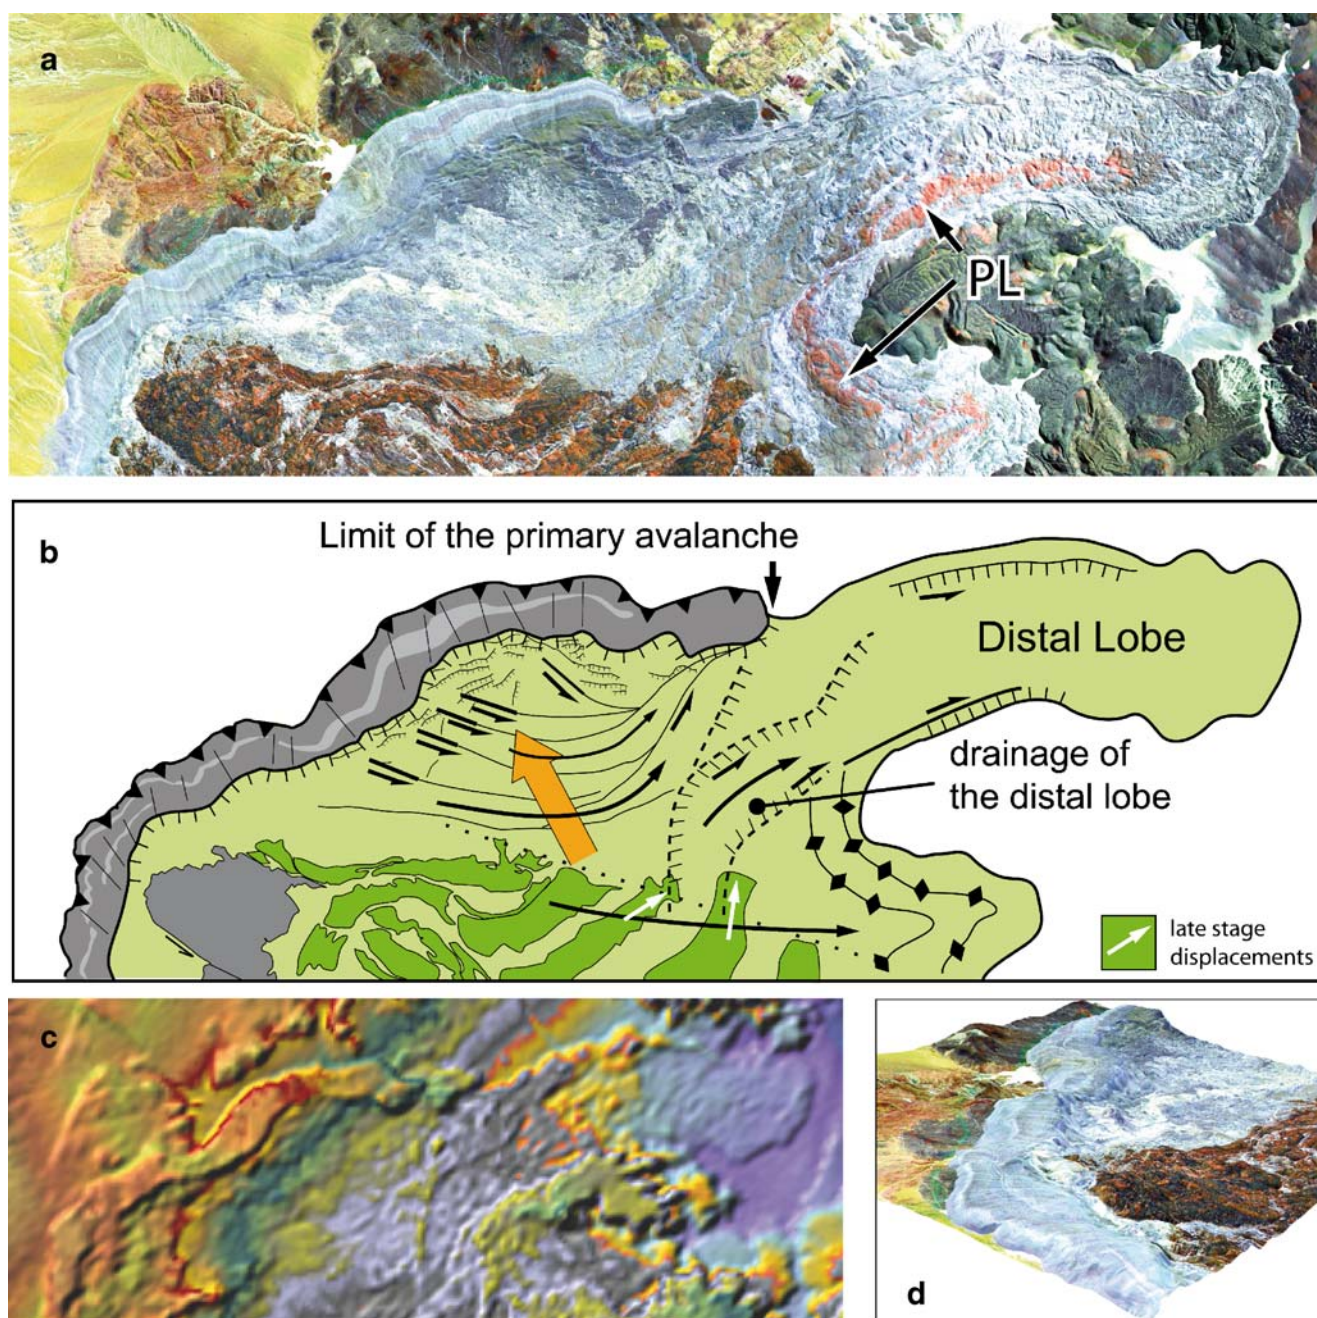 a
PL
b
Limit of the primary avalanche
Distal Lobe
drainage of
the distal lobe
late stage
displacements
c
d